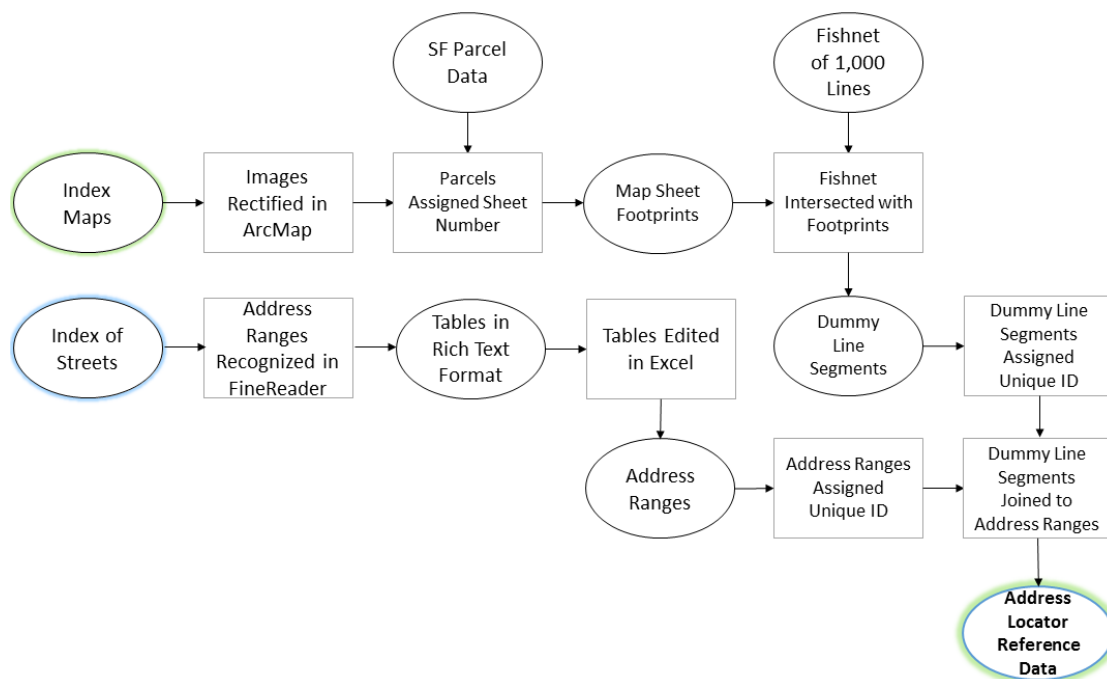 SF Parcel
Data
Fishnet
of 1,000
Lines
Index
Maps
Images
Rectified in
ArcMap
Parcels
Assigned Sheet
Number
Map Sheet
Footprints
Fishnet
Intersected with
Footprints
Index of
Streets
Address
Ranges
Recognized in
FineReader
Tables in
Rich Text
Format
Tables Edited
in Excel
Dummy
Line
Segments
Dummy Line
Segments
Assigned
Unique ID
Address
Ranges
Address Ranges
Assigned
Unique ID
Dummy Line
Segments
Joined to
Address Ranges
Address
Locator
Reference
Data